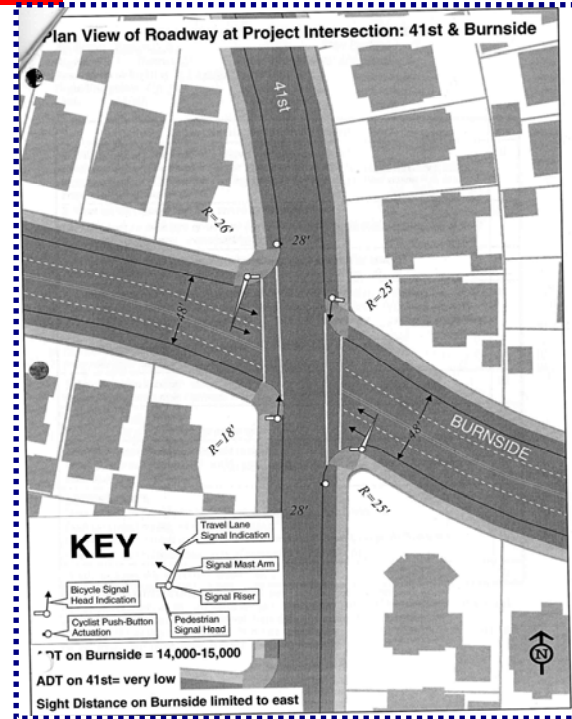 Plan View of Roadway at Project Intersection: 41st & Burnside
41st
R=26'
28'
R=25'
48'
48'
BURNSIDE
R=18'
28'
R=25'
KEY
Travel Lane
Signal Indication
Signal Mast Arm
Signal Riser
Pedestrian
Signal Head
Bicycle Signal
Head Indication
Cyclist Push-Button
Actuation
N
ADT on Burnside = 14,000-15,000
ADT on 41st= very low
Sight Distance on Burnside limited to east